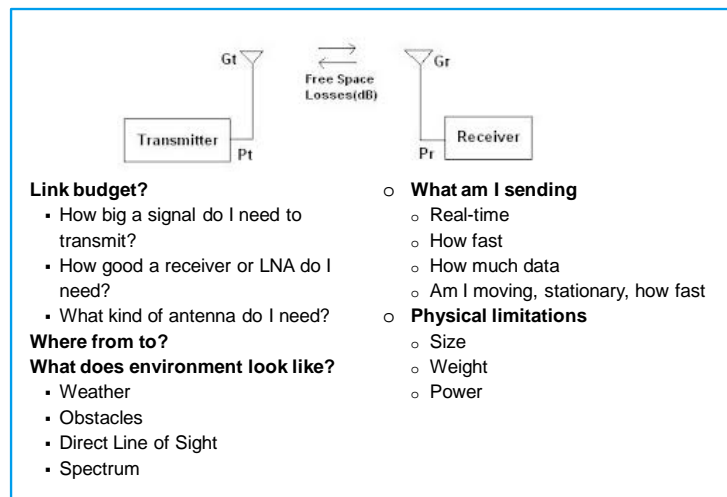 Gt
Gr
Free Space
Losses(dB)
Transmitter
Pt
Pr
Receiver
Link budget?
▪ How big a signal do I need to
transmit?
▪ How good a receiver or LNA do I
need?
▪ What kind of antenna do I need?
Where from to?
What does environment look like?
▪ Weather
▪ Obstacles
▪ Direct Line of Sight
▪ Spectrum
o What am I sending
o Real-time
o How fast
o How much data
o Am I moving, stationary, how fast
o Physical limitations
o Size
o Weight
o Power